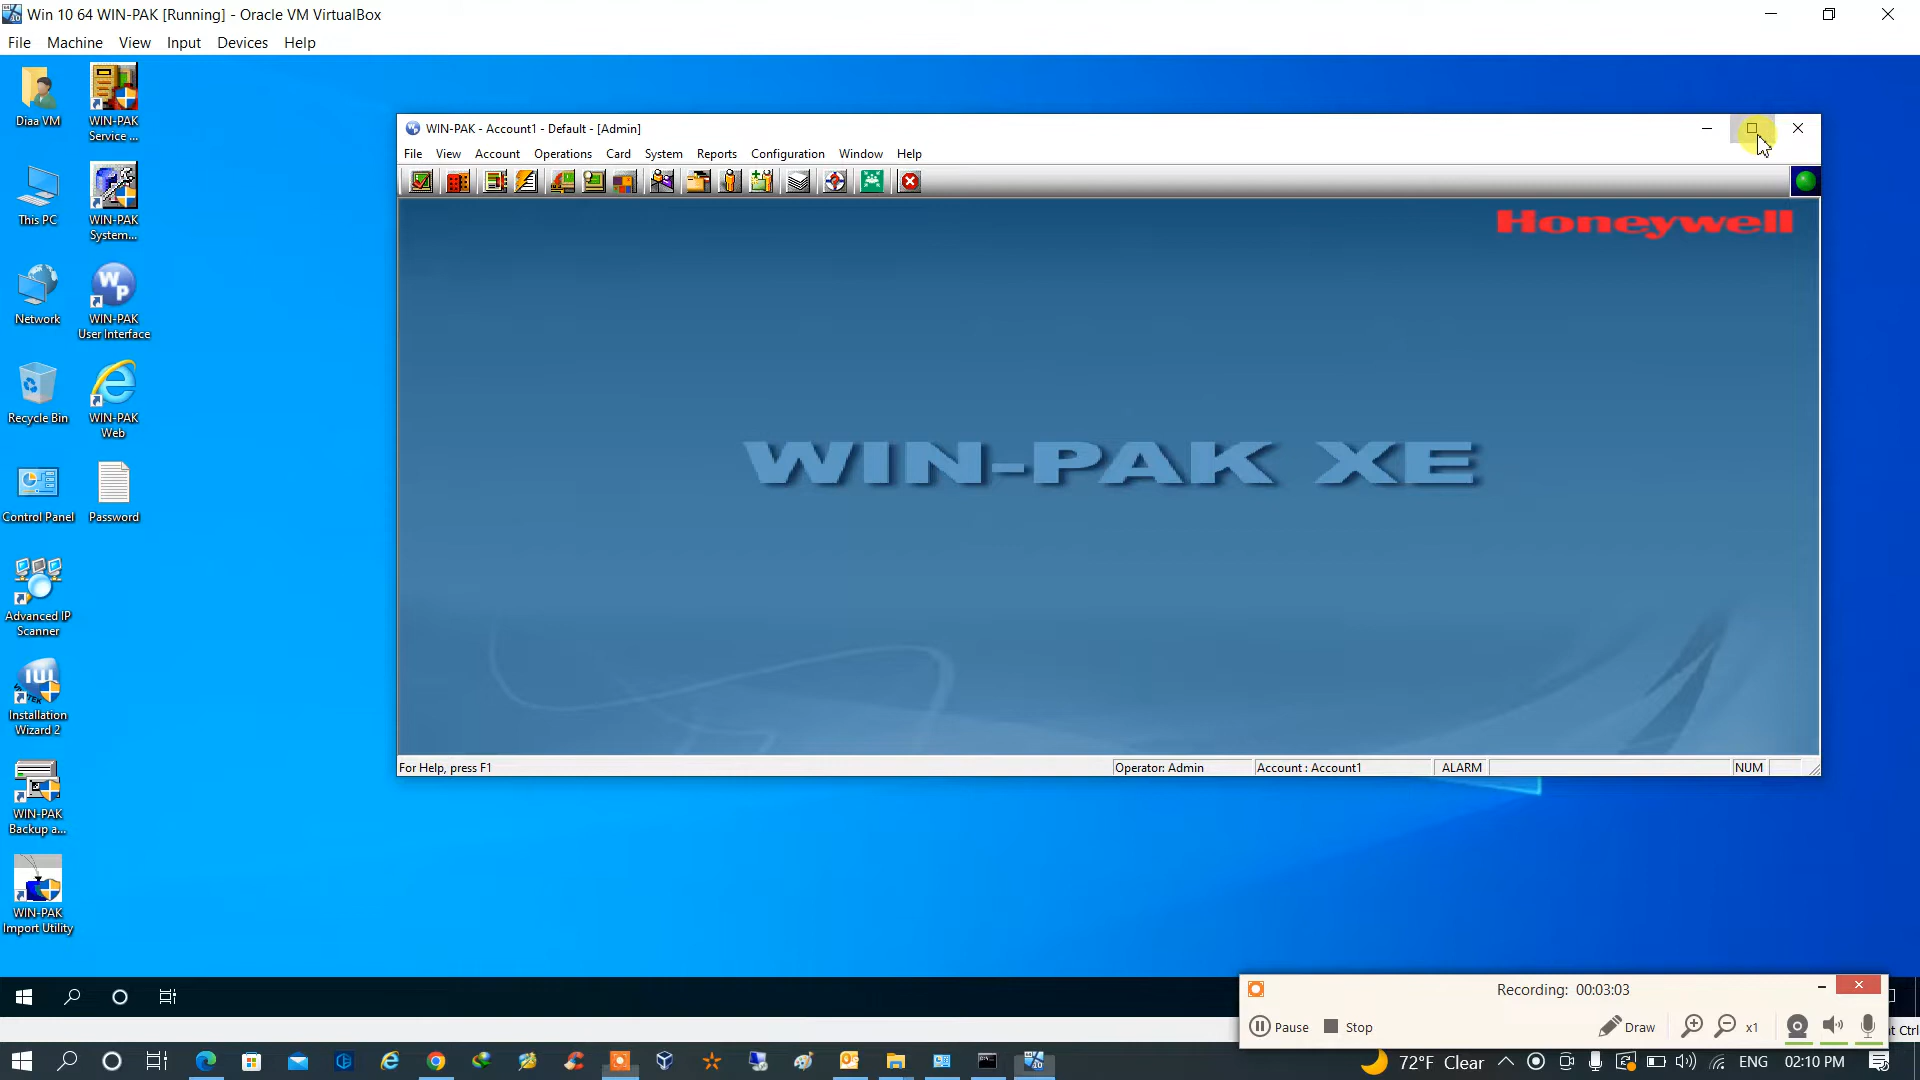 Win 10 64 WIN-PAK [Running] - Oracle VM VirtualBox
File Machine View Input Devices Help
Diaa VM
WIN-PAK
Service ...
This PC
WIN-PAK
System...
Network
WIN-PAK
User Interface
Recycle Bin
WIN-PAK
Web
Control Panel
Password
Advanced IP
Scanner
Installation
Wizard 2
WIN-PAK
Backup a...
WIN-PAK
Import Utility
WIN-PAK - Account1 - Default - [Admin]
File View Account Operations Card System Reports Configuration Window Help
Honeywell
WIN-PAK XE
For Help, press F1 Operator: Admin Account : Account1 ALARM NUM
Recording: 00:03:03
Pause Stop Draw x1
ht Ctrl
72°F Clear ENG 02:10 PM